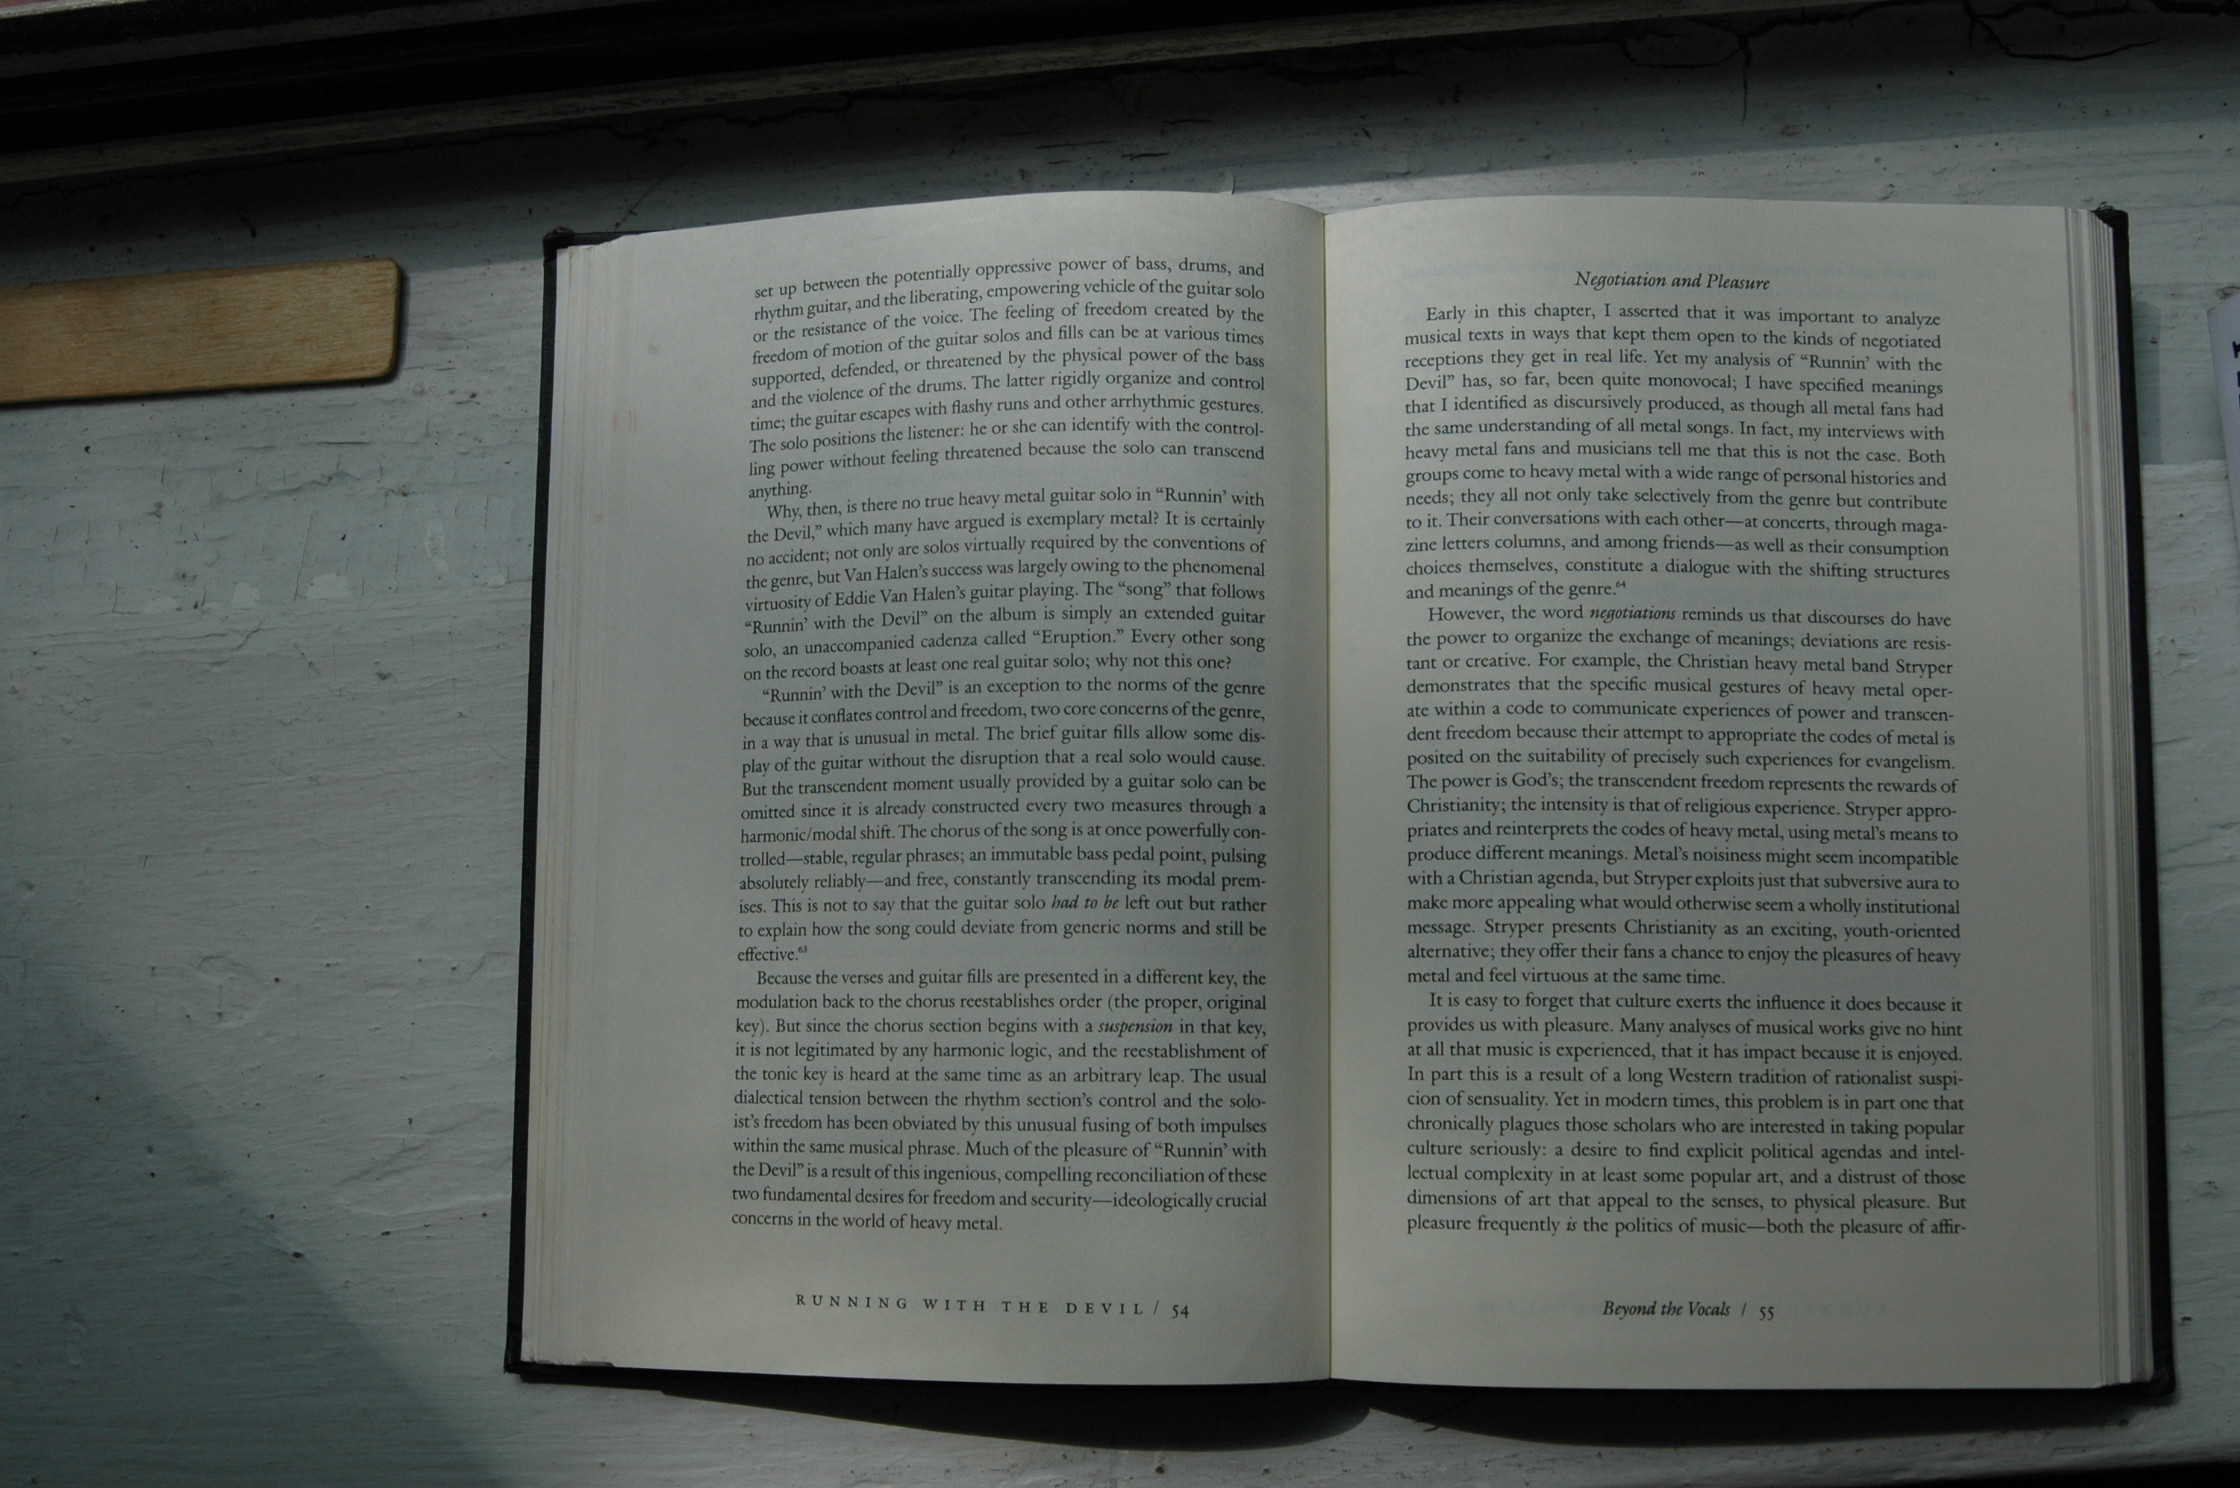 set up between the potentially oppressive power of bass, drums, and
rhythm guitar, and the liberating, empowering vehicle of the guitar solo
or the resistance of the voice. The feeling of freedom created by the
freedom of motion of the guitar solos and fills can be at various times
supported, defended, or threatened by the physical power of the bass
and the violence of the drums. The latter rigidly organize and control
time; the guitar escapes with flashy runs and other arrhythmic gestures.
The solo positions the listener: he or she can identify with the control-
ling power without feeling threatened because the solo can transcend
anything.
Why, then, is there no true heavy metal guitar solo in “Runnin’ with
the Devil,” which many have argued is exemplary metal? It is certainly
no accident; not only are solos virtually required by the conventions of
the genre, but Van Halen’s success was largely owing to the phenomenal
virtuosity of Eddie Van Halen’s guitar playing. The “song” that follows
“Runnin’ with the Devil” on the album is simply an extended guitar
solo, an unaccompanied cadenza called “Eruption.” Every other song
on the record boasts at least one real guitar solo; why not this one?
“Runnin’ with the Devil” is an exception to the norms of the genre
because it conflates control and freedom, two core concerns of the genre,
in a way that is unusual in metal. The brief guitar fills allow some dis-
play of the guitar without the disruption that a real solo would cause.
But the transcendent moment usually provided by a guitar solo can be
omitted since it is already constructed every two measures through a
harmonic/modal shift. The chorus of the song is at once powerfully con-
trolled—stable, regular phrases; an immutable bass pedal point, pulsing
absolutely reliably—and free, constantly transcending its modal prem-
ises. This is not to say that the guitar solo had to be left out but rather
to explain how the song could deviate from generic norms and still be
effective.63
Because the verses and guitar fills are presented in a different key, the
modulation back to the chorus reestablishes order (the proper, original
key). But since the chorus section begins with a suspension in that key,
it is not legitimated by any harmonic logic, and the reestablishment of
the tonic key is heard at the same time as an arbitrary leap. The usual
dialectical tension between the rhythm section’s control and the solo-
ist’s freedom has been obviated by this unusual fusing of both impulses
within the same musical phrase. Much of the pleasure of “Runnin’ with
the Devil” is a result of this ingenious, compelling reconciliation of these
two fundamental desires for freedom and security—ideologically crucial
concerns in the world of heavy metal.
RUNNING WITH THE DEVIL / 54
Negotiation and Pleasure
Early in this chapter, I asserted that it was important to analyze
musical texts in ways that kept them open to the kinds of negotiated
receptions they get in real life. Yet my analysis of “Runnin’ with the
Devil” has, so far, been quite monovocal; I have specified meanings
that I identified as discursively produced, as though all metal fans had
the same understanding of all metal songs. In fact, my interviews with
heavy metal fans and musicians tell me that this is not the case. Both
groups come to heavy metal with a wide range of personal histories and
needs; they all not only take selectively from the genre but contribute
to it. Their conversations with each other—at concerts, through maga-
zine letters columns, and among friends—as well as their consumption
choices themselves, constitute a dialogue with the shifting structures
and meanings of the genre.64
However, the word negotiations reminds us that discourses do have
the power to organize the exchange of meanings; deviations are resis-
tant or creative. For example, the Christian heavy metal band Stryper
demonstrates that the specific musical gestures of heavy metal oper-
ate within a code to communicate experiences of power and transcen-
dent freedom because their attempt to appropriate the codes of metal is
posited on the suitability of precisely such experiences for evangelism.
The power is God’s; the transcendent freedom represents the rewards of
Christianity; the intensity is that of religious experience. Stryper appro-
priates and reinterprets the codes of heavy metal, using metal’s means to
produce different meanings. Metal’s noisiness might seem incompatible
with a Christian agenda, but Stryper exploits just that subversive aura to
make more appealing what would otherwise seem a wholly institutional
message. Stryper presents Christianity as an exciting, youth-oriented
alternative; they offer their fans a chance to enjoy the pleasures of heavy
metal and feel virtuous at the same time.
It is easy to forget that culture exerts the influence it does because it
provides us with pleasure. Many analyses of musical works give no hint
at all that music is experienced, that it has impact because it is enjoyed.
In part this is a result of a long Western tradition of rationalist suspi-
cion of sensuality. Yet in modern times, this problem is in part one that
chronically plagues those scholars who are interested in taking popular
culture seriously: a desire to find explicit political agendas and intel-
lectual complexity in at least some popular art, and a distrust of those
dimensions of art that appeal to the senses, to physical pleasure. But
pleasure frequently is the politics of music—both the pleasure of affir-
Beyond the Vocals / 55